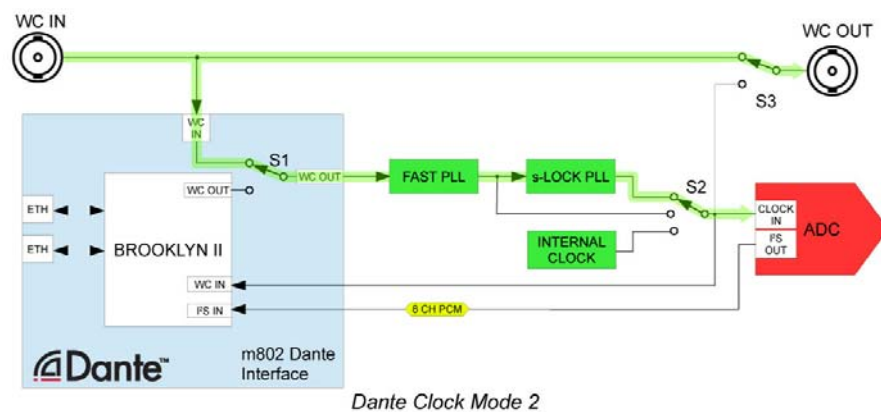 WC IN
WC OUT
S3
WC
IN
S1
WC OUT
FAST PLL
s-LOCK PLL
S2
WC OUT
ETH
ETH
BROOKLYN II
INTERNAL
CLOCK
CLOCK
IN
I²S
OUT
ADC
WC IN
I²S IN
8 CH PCM
Dante™
m802 Dante
Interface
Dante Clock Mode 2